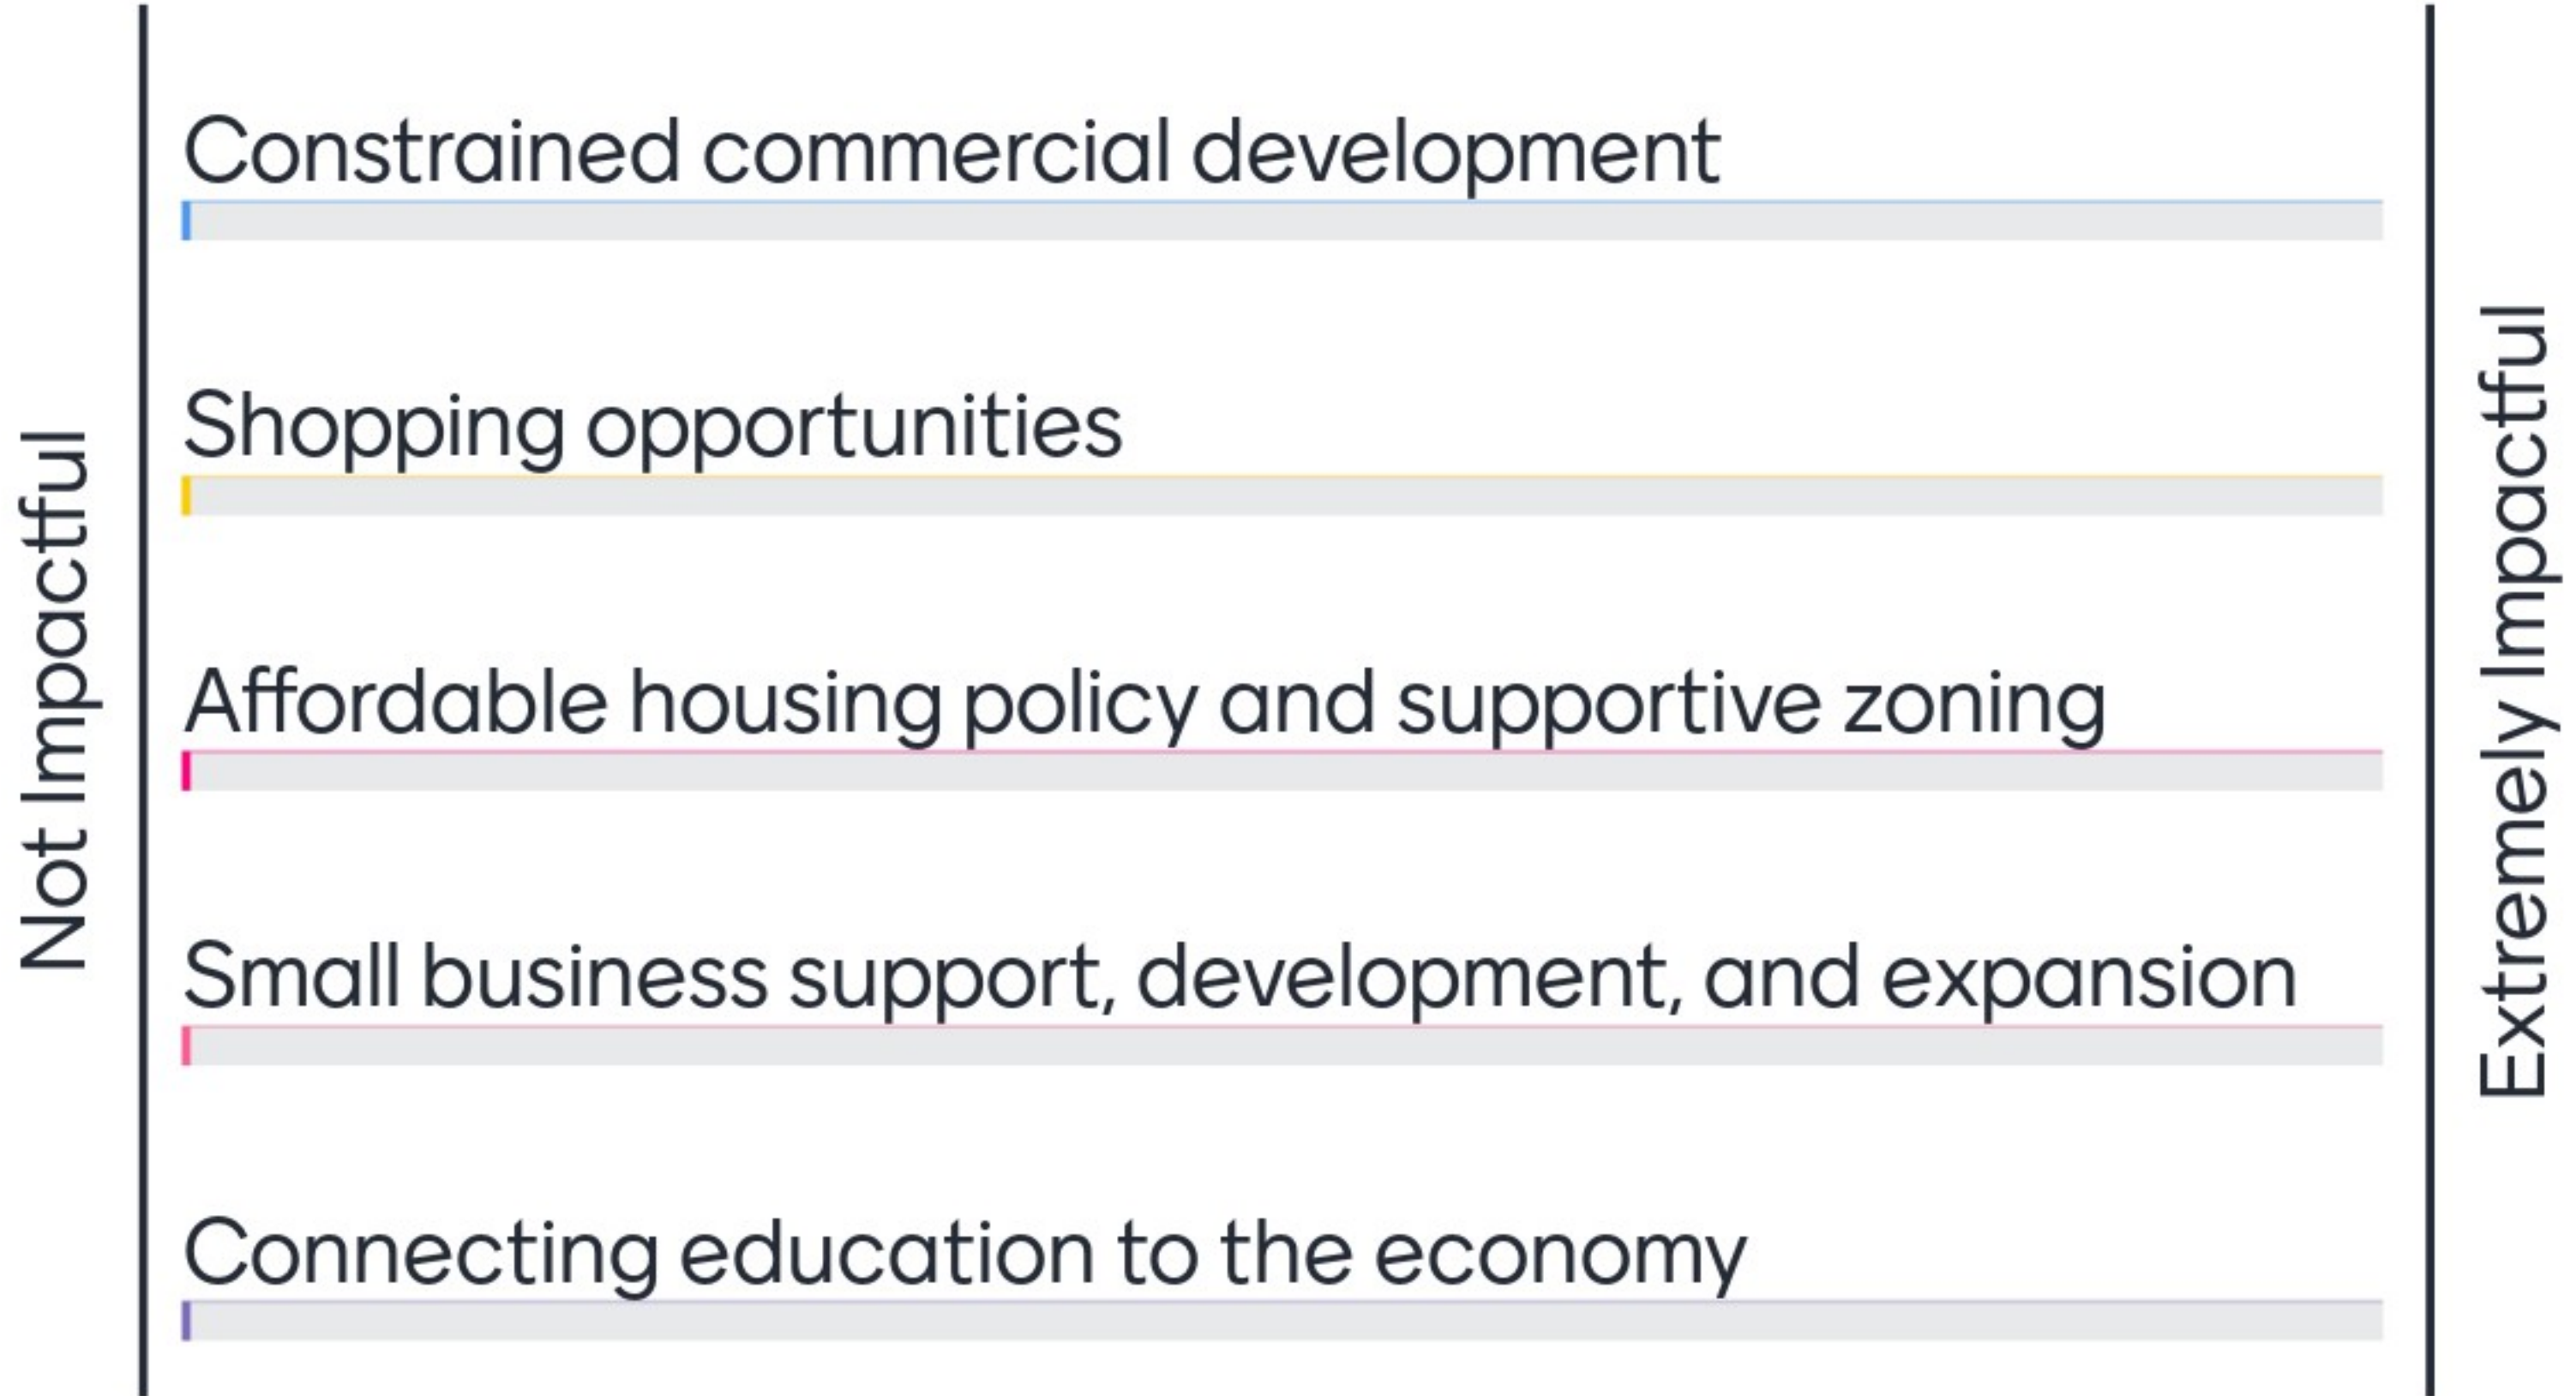 Not Impactful
Constrained commercial development
Shopping opportunities
Affordable housing policy and supportive zoning
Small business support, development, and expansion
Connecting education to the economy
Extremely Impactful